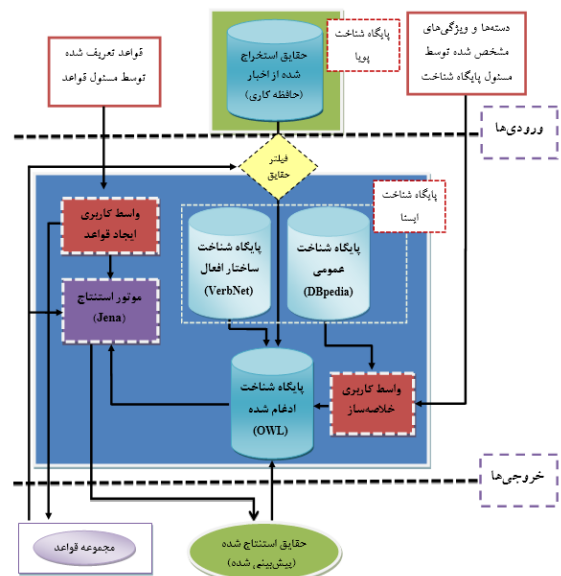 قواعد تعریف شده
توسط مسئول قواعد
حقایق استخراج
شده از اخبار
(حافظه کاری)
پایگاه شناخت
پویا
دسته‌ها و ویژگی‌های
مشخص شده توسط
مسئول پایگاه شناخت
ورودی‌ها
فیلتر
حقایق
پایگاه شناخت
ایستا
واسط کاربری
ایجاد قواعد
پایگاه شناخت
ساختار افعال
(VerbNet)
پایگاه شناخت
عمومی
(DBpedia)
موتور استنتاج
(Jena)
پایگاه شناخت
ادغام شده
(OWL)
واسط کاربری
خلاصه‌ساز
خروجی‌ها
مجموعه قواعد
حقایق استنتاج شده
(پیش‌بینی شده)